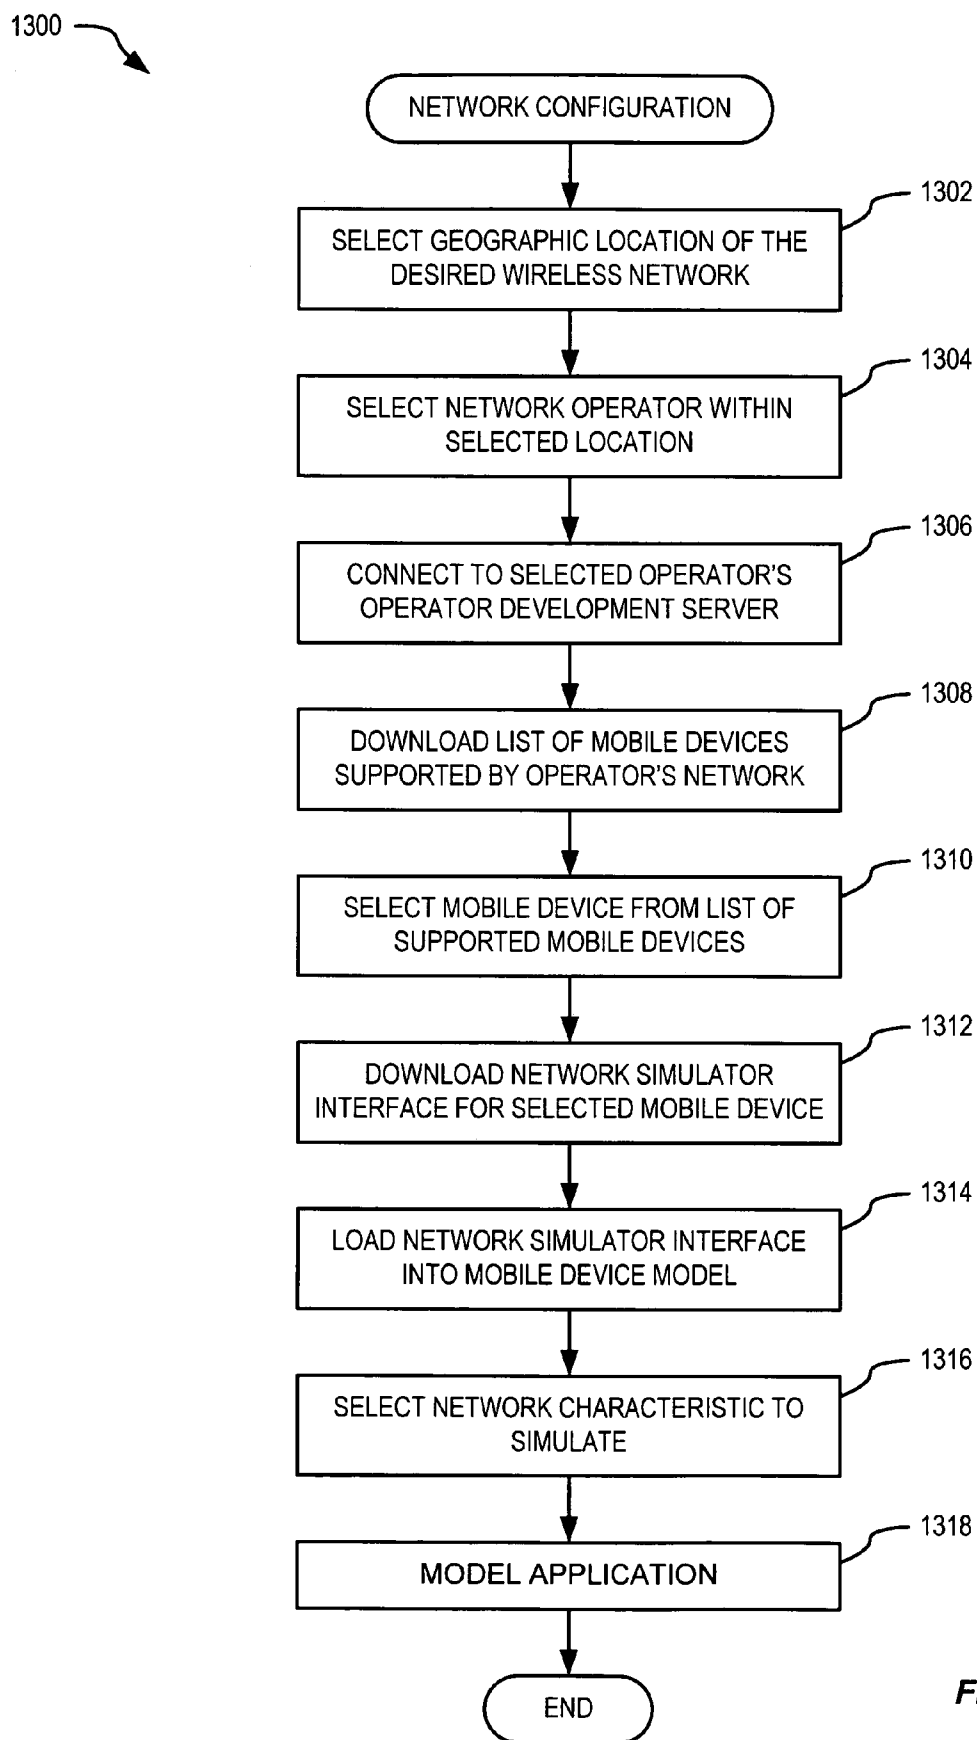 1300
NETWORK CONFIGURATION
1302
SELECT GEOGRAPHIC LOCATION OF THE
DESIRED WIRELESS NETWORK
1304
SELECT NETWORK OPERATOR WITHIN
SELECTED LOCATION
1306
CONNECT TO SELECTED OPERATOR'S
OPERATOR DEVELOPMENT SERVER
1308
DOWNLOAD LIST OF MOBILE DEVICES
SUPPORTED BY OPERATOR'S NETWORK
1310
SELECT MOBILE DEVICE FROM LIST OF
SUPPORTED MOBILE DEVICES
1312
DOWNLOAD NETWORK SIMULATOR
INTERFACE FOR SELECTED MOBILE DEVICE
1314
LOAD NETWORK SIMULATOR INTERFACE
INTO MOBILE DEVICE MODEL
1316
SELECT NETWORK CHARACTERISTIC TO
SIMULATE
1318
MODEL APPLICATION
END